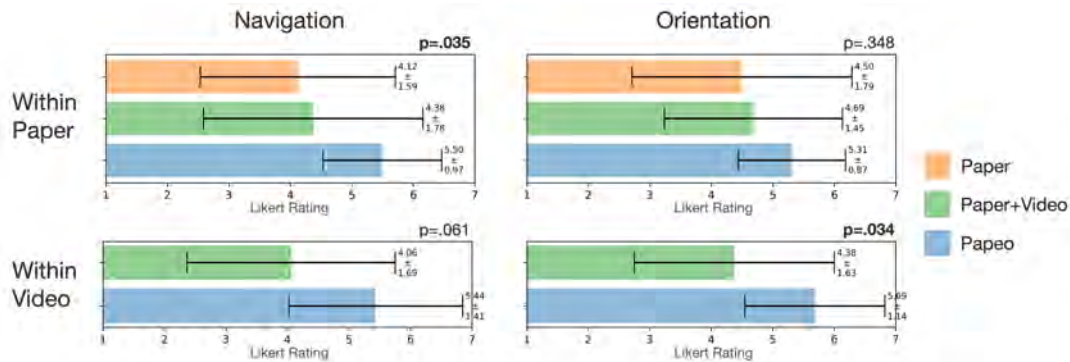 Navigation
Orientation
p=.035
p=.348
Within
Paper
4.12
±
1.59
4.38
±
1.78
5.50
±
0.97
1 2 3 4 5 6 7
Likert Rating
4.50
±
1.79
4.69
±
1.45
5.31
±
0.87
1 2 3 4 5 6 7
Likert Rating
Paper
Paper+Video
Papeo
p=.061
p=.034
Within
Video
4.06
±
1.69
5.44
±
1.41
1 2 3 4 5 6 7
Likert Rating
4.38
±
1.63
5.69
±
1.14
1 2 3 4 5 6 7
Likert Rating